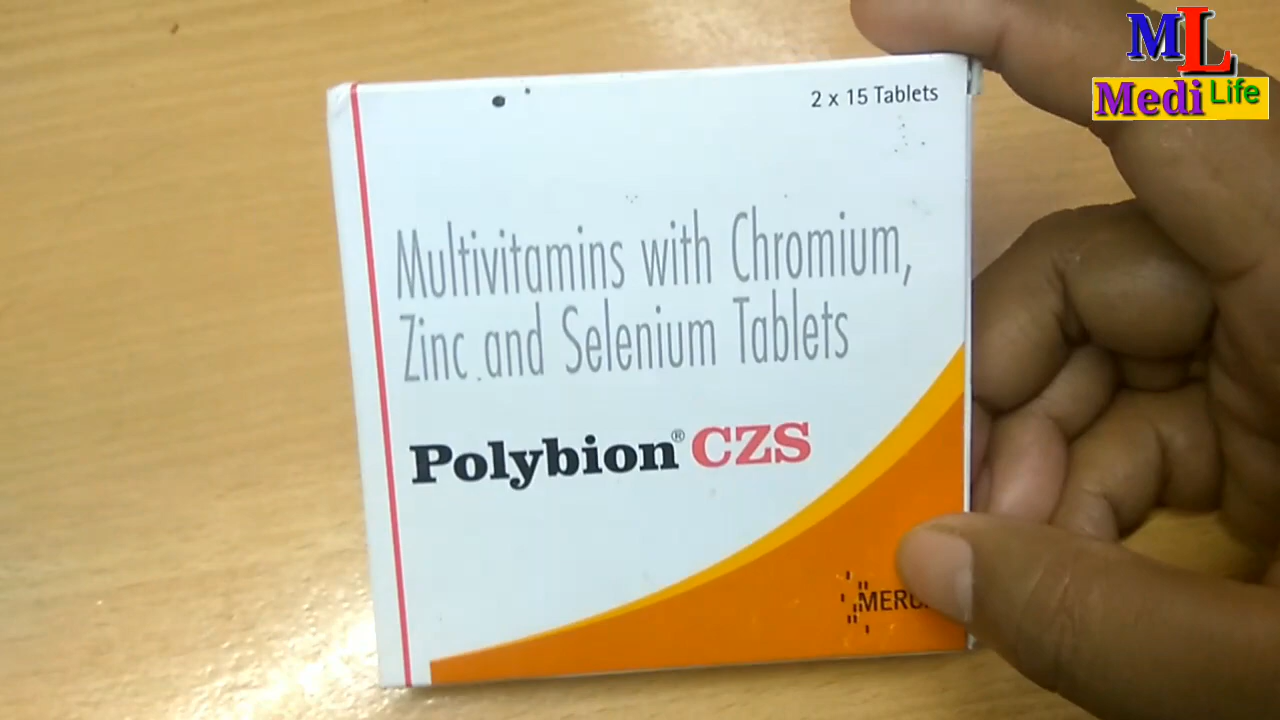 ML
Medi Life
2 x 15 Tablets
Multivitamins with Chromium,
Zinc and Selenium Tablets
Polybion® CZS